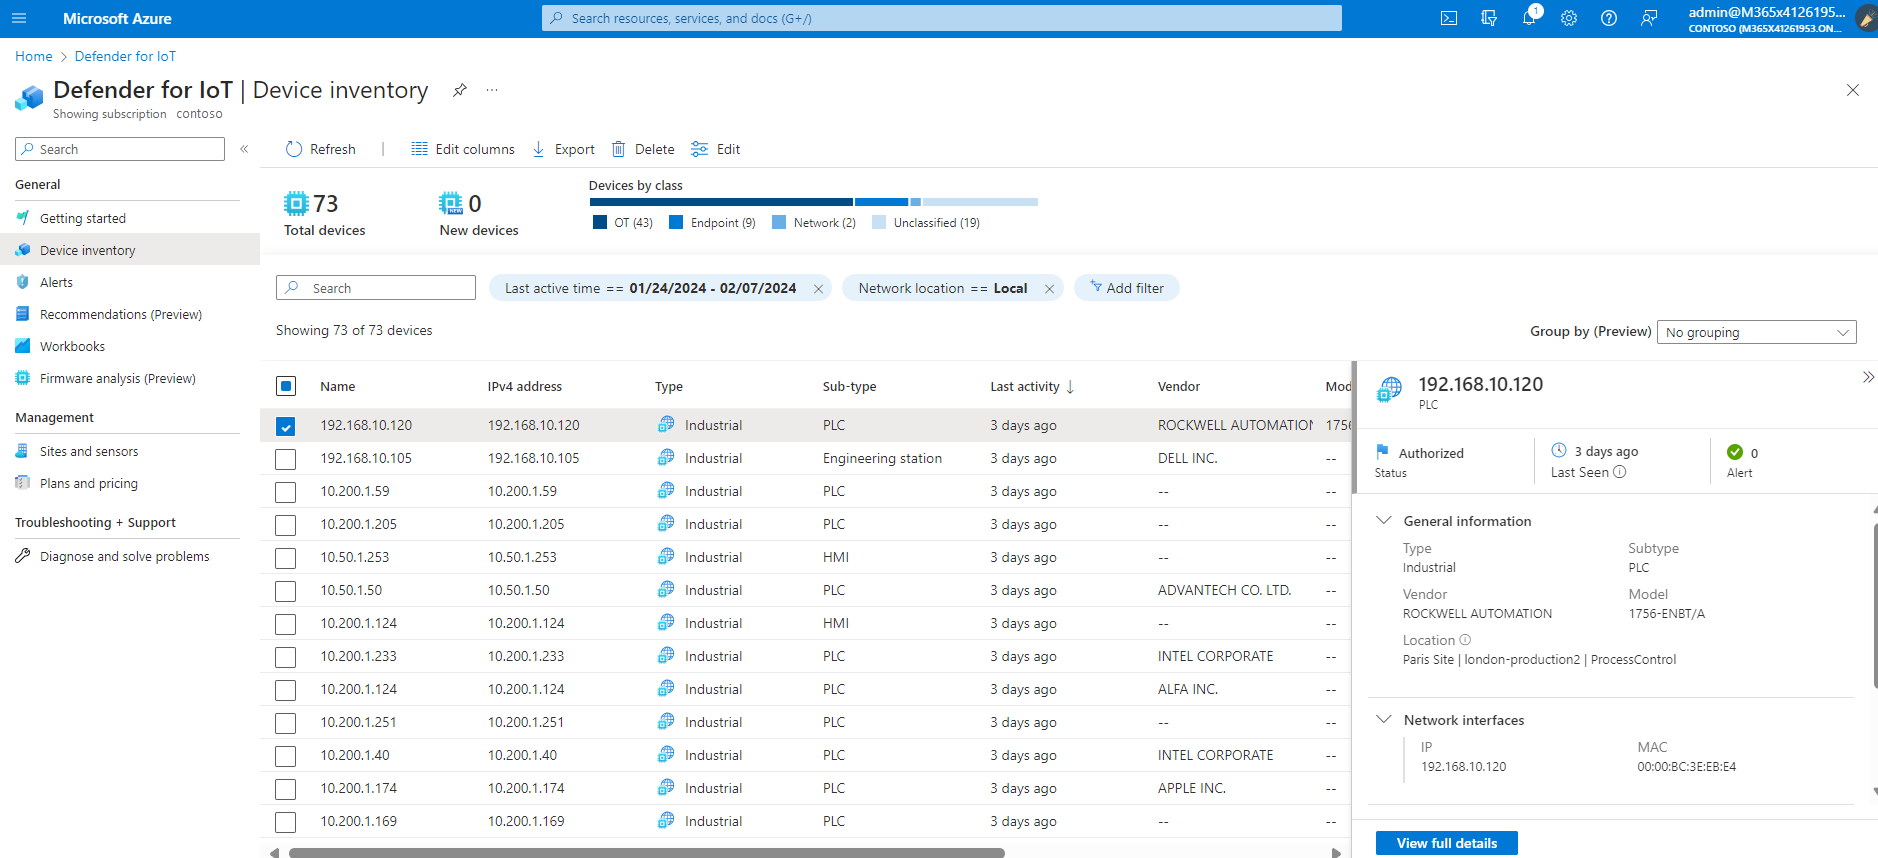 Microsoft Azure
Search resources, services, and docs (G+/)
1
admin@M365x4126195...
CONTOSO (M365X41261953.ON...
Home > Defender for IoT
Defender for IoT | Device inventory ...
Showing subscription contoso
Search «
General
Getting started
Device inventory
Alerts
Recommendations (Preview)
Workbooks
Firmware analysis (Preview)
Management
Sites and sensors
Plans and pricing
Troubleshooting + Support
Diagnose and solve problems
Refresh | Edit columns Export Delete Edit
73
Total devices
NEW
0
New devices
Devices by class
OT (43) Endpoint (9) Network (2) Unclassified (19)
Search Last active time == 01/24/2024 - 02/07/2024 Network location == Local Add filter
Showing 73 of 73 devices
Group by (Preview) No grouping
Name IPv4 address Type Sub-type Last activity ↓ Vendor Mod
192.168.10.120 192.168.10.120 Industrial PLC 3 days ago ROCKWELL AUTOMATION 1756
192.168.10.105 192.168.10.105 Industrial Engineering station 3 days ago DELL INC. --
10.200.1.59 10.200.1.59 Industrial PLC 3 days ago -- --
10.200.1.205 10.200.1.205 Industrial PLC 3 days ago -- --
10.50.1.253 10.50.1.253 Industrial HMI 3 days ago -- --
10.50.1.50 10.50.1.50 Industrial PLC 3 days ago ADVANTECH CO. LTD. --
10.200.1.124 10.200.1.124 Industrial HMI 3 days ago -- --
10.200.1.233 10.200.1.233 Industrial PLC 3 days ago INTEL CORPORATE --
10.200.1.124 10.200.1.124 Industrial PLC 3 days ago ALFA INC. --
10.200.1.251 10.200.1.251 Industrial PLC 3 days ago -- --
10.200.1.40 10.200.1.40 Industrial PLC 3 days ago INTEL CORPORATE --
10.200.1.174 10.200.1.174 Industrial PLC 3 days ago APPLE INC. --
10.200.1.169 10.200.1.169 Industrial PLC 3 days ago -- --
192.168.10.120
PLC
Authorized
Status
3 days ago
Last Seen
0
Alert
General information
Type Subtype
Industrial PLC
Vendor Model
ROCKWELL AUTOMATION 1756-ENBT/A
Location
Paris Site | london-production2 | ProcessControl
Network interfaces
IP MAC
192.168.10.120 00:00:BC:3E:EB:E4
View full details